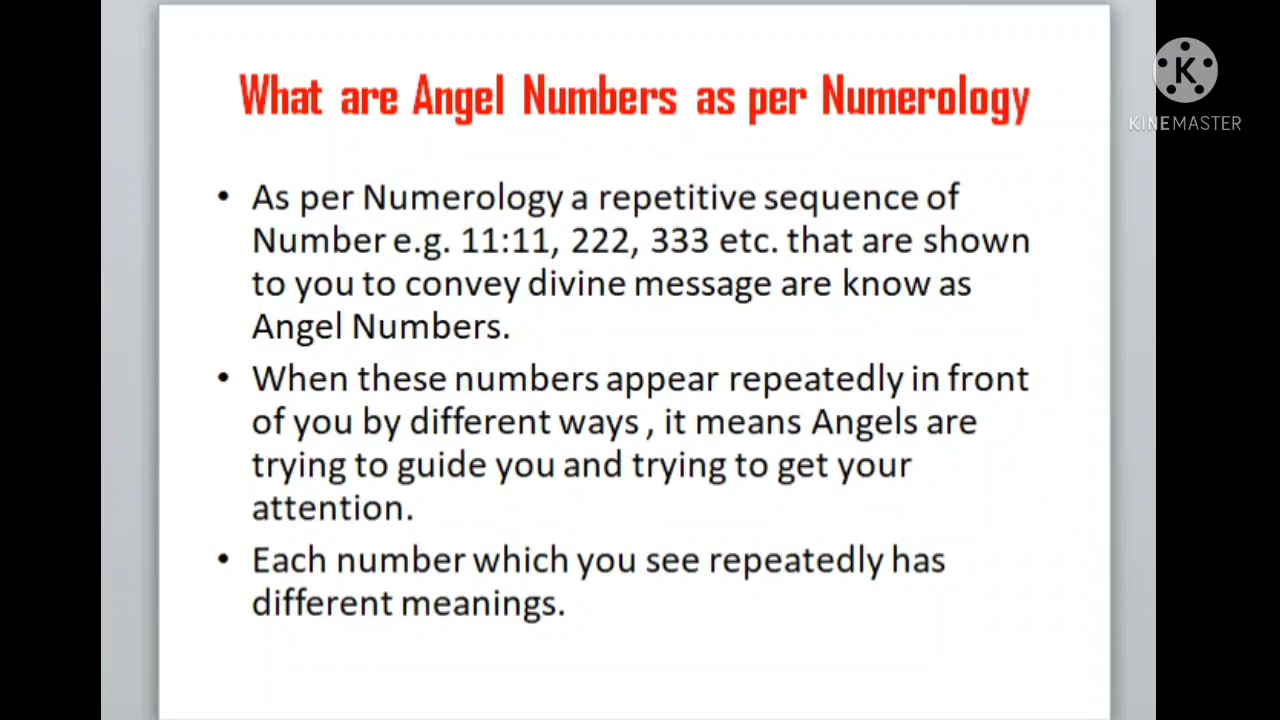 What are Angel Numbers as per Numerology
• As per Numerology a repetitive sequence of
Number e.g. 11:11, 222, 333 etc. that are shown
to you to convey divine message are know as
Angel Numbers.
• When these numbers appear repeatedly in front
of you by different ways , it means Angels are
trying to guide you and trying to get your
attention.
• Each number which you see repeatedly has
different meanings.
K
KINEMASTER